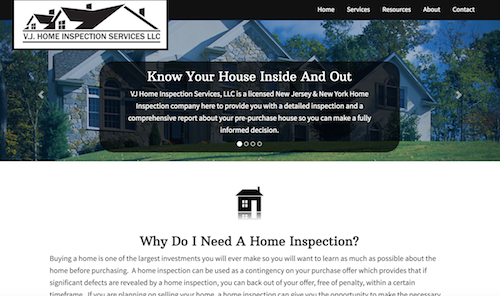 V.J. HOME INSPECTION SERVICES LLC
Home Services Resources About Contact
Know Your House Inside And Out
VJ Home Inspection Services, LLC is a licensed New Jersey & New York Home
Inspection company here to provide you with a detailed inspection and a
comprehensive report about your pre-purchase house so you can make a fully
informed decision.
Why Do I Need A Home Inspection?
Buying a home is one of the largest investments you will ever make so you will want to learn as much as possible about the
home before purchasing. A home inspection can be used as a contingency on your purchase offer which provides that if
significant defects are revealed by a home inspection, you can back out of your offer, free of penalty, within a certain
timeframe. If you are planning on selling your home, a home inspection can give you the opportunity to make the necessary